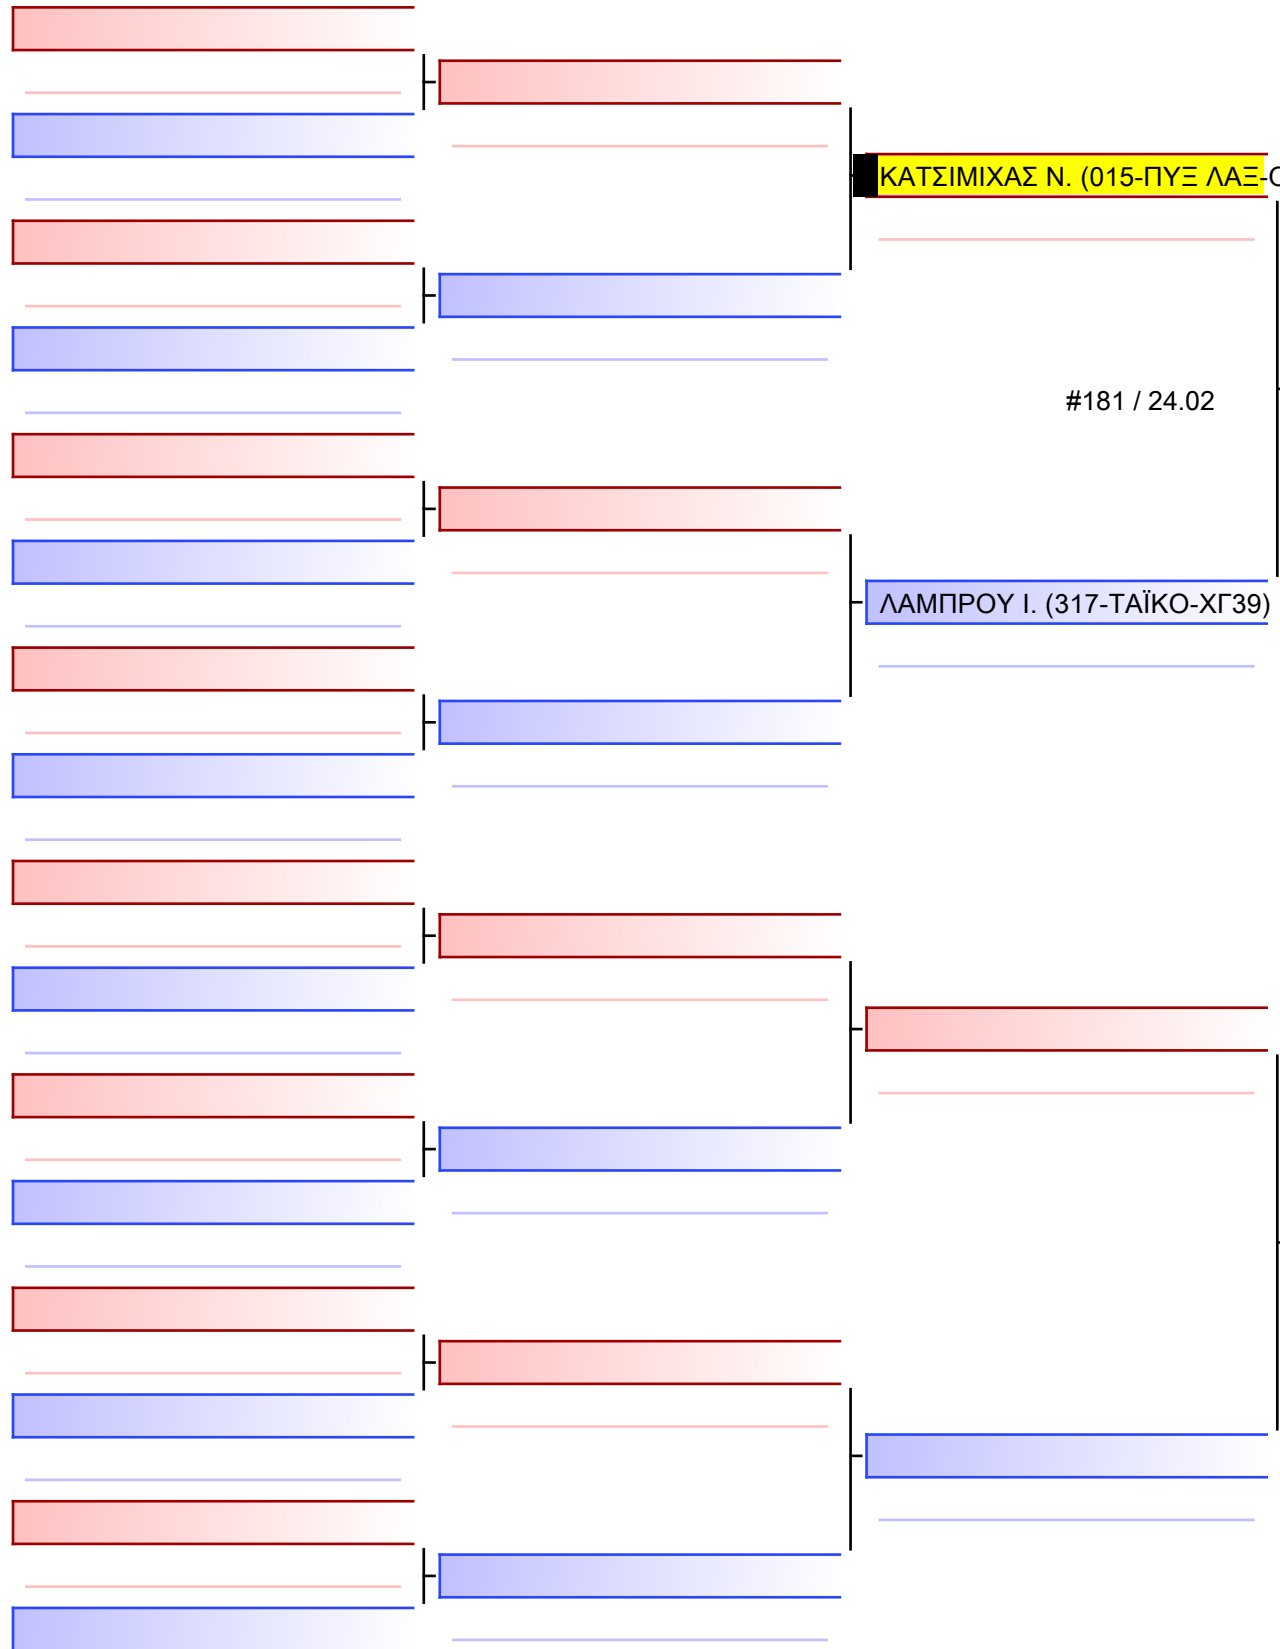 ΚΑΤΣΙΜΙΧΑΣ Ν. (015-ΠΥΞ ΛΑΞ-
#181 / 24.02
ΛΑΜΠΡΟΥ Ι. (317-ΤΑΪΚΟ-ΧΓ39)